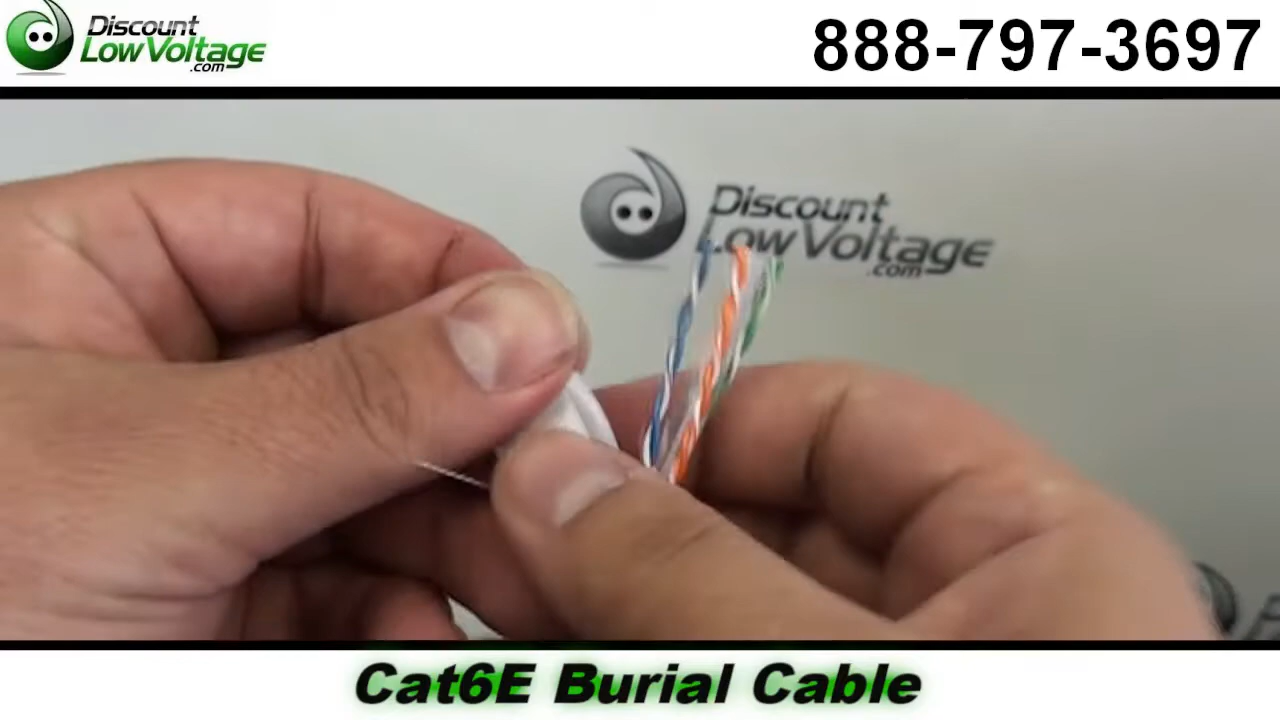 Discount
LowVoltage
.com
888-797-3697
Discount
LowVoltage
.com
Cat6E Burial Cable